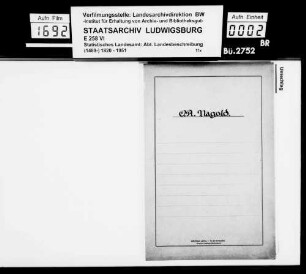 Aufn. Film
1692
Verfilmungsstelle: Landesarchivdirektion BW
-Institut für Erhaltung von Archiv- und Bibliotheksgut-
STAATSARCHIV LUDWIGSBURG
E 258 VI
Statistisches Landesamt: Abt. Landesbeschreibung
1820 - 1951
Aufn. Einheit
0002
BR
Bü.2752
Umschlag
OA. Nagold.